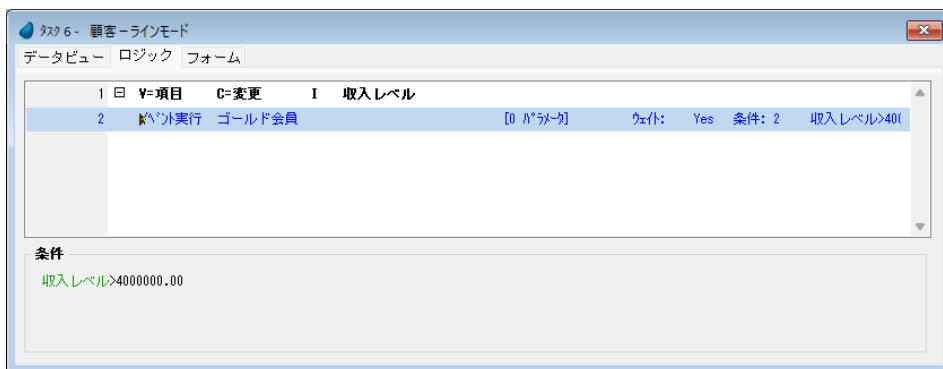 タスク 6 - 顧客－ラインモード
データビュー ロジック フォーム
1 V=項目 C=変更 I 収入レベル
2 ｲﾍﾞﾝﾄ実行 ゴールド会員 [0 ﾊﾟﾗﾒｰﾀ] ｳｪｲﾄ: Yes 条件: 2 収入レベル>40(
条件
収入レベル>4000000.00